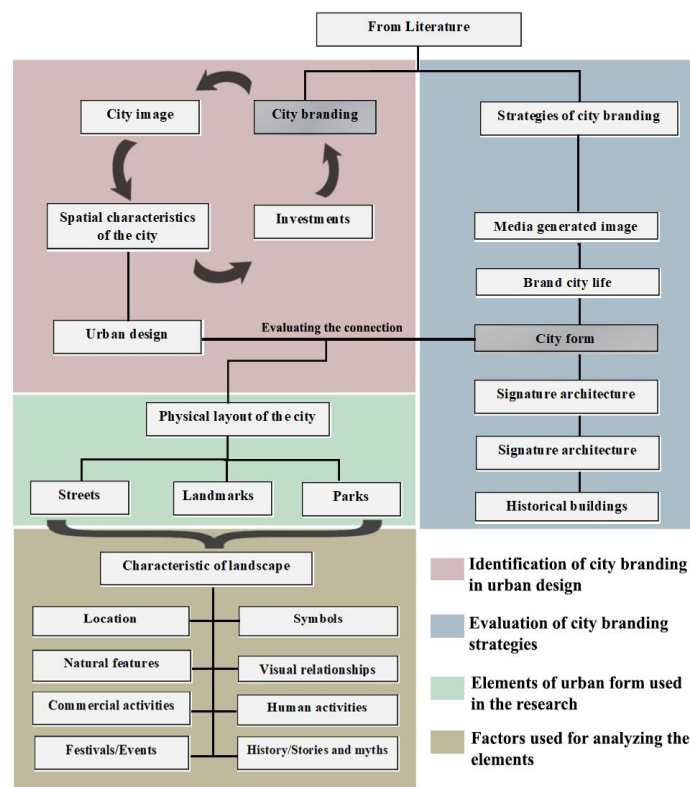 From Literature
City image
City branding
Strategies of city branding
Spatial characteristics
of the city
Investments
Media generated image
Brand city life
Urban design
Evaluating the connection
City form
Signature architecture
Physical layout of the city
Signature architecture
Streets
Landmarks
Parks
Historical buildings
Characteristic of landscape
Location
Symbols
Natural features
Visual relationships
Commercial activities
Human activities
Festivals/Events
History/Stories and myths
Identification of city branding
in urban design
Evaluation of city branding
strategies
Elements of urban form used
in the research
Factors used for analyzing the
elements